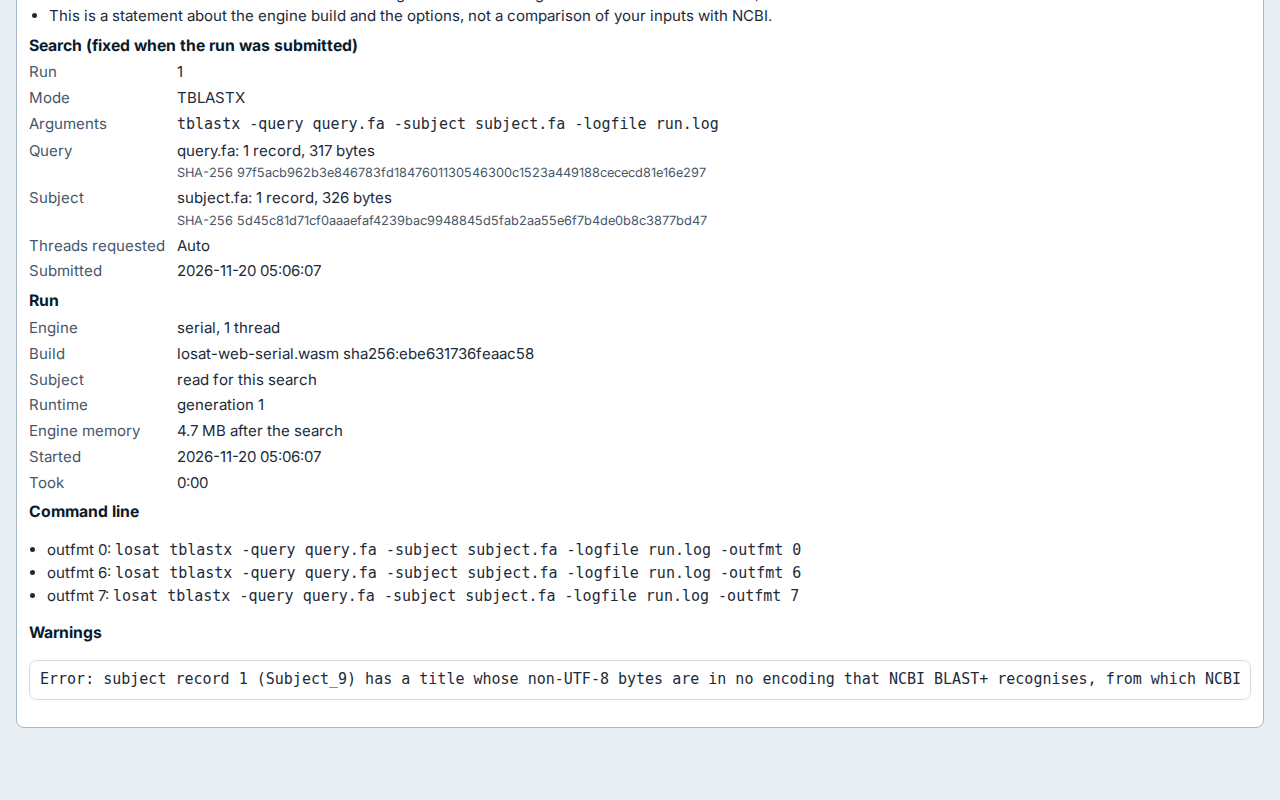 • This is a statement about the engine build and the options, not a comparison of your inputs with NCBI.
Search (fixed when the run was submitted)
Run 1
Mode TBLASTX
Arguments tblastx -query query.fa -subject subject.fa -logfile run.log
Query query.fa: 1 record, 317 bytes
SHA-256 97f5acb962b3e846783fd1847601130546300c1523a449188cececd81e16e297
Subject subject.fa: 1 record, 326 bytes
SHA-256 5d45c81d71cf0aaaefaf4239bac9948845d5fab2aa55e6f7b4de0b8c3877bd47
Threads requested Auto
Submitted 2026-11-20 05:06:07
Run
Engine serial, 1 thread
Build losat-web-serial.wasm sha256:ebe631736feaac58
Subject read for this search
Runtime generation 1
Engine memory 4.7 MB after the search
Started 2026-11-20 05:06:07
Took 0:00
Command line
• outfmt 0: losat tblastx -query query.fa -subject subject.fa -logfile run.log -outfmt 0
• outfmt 6: losat tblastx -query query.fa -subject subject.fa -logfile run.log -outfmt 6
• outfmt 7: losat tblastx -query query.fa -subject subject.fa -logfile run.log -outfmt 7
Warnings
Error: subject record 1 (Subject_9) has a title whose non-UTF-8 bytes are in no encoding that NCBI BLAST+ recognises, from which NCBI